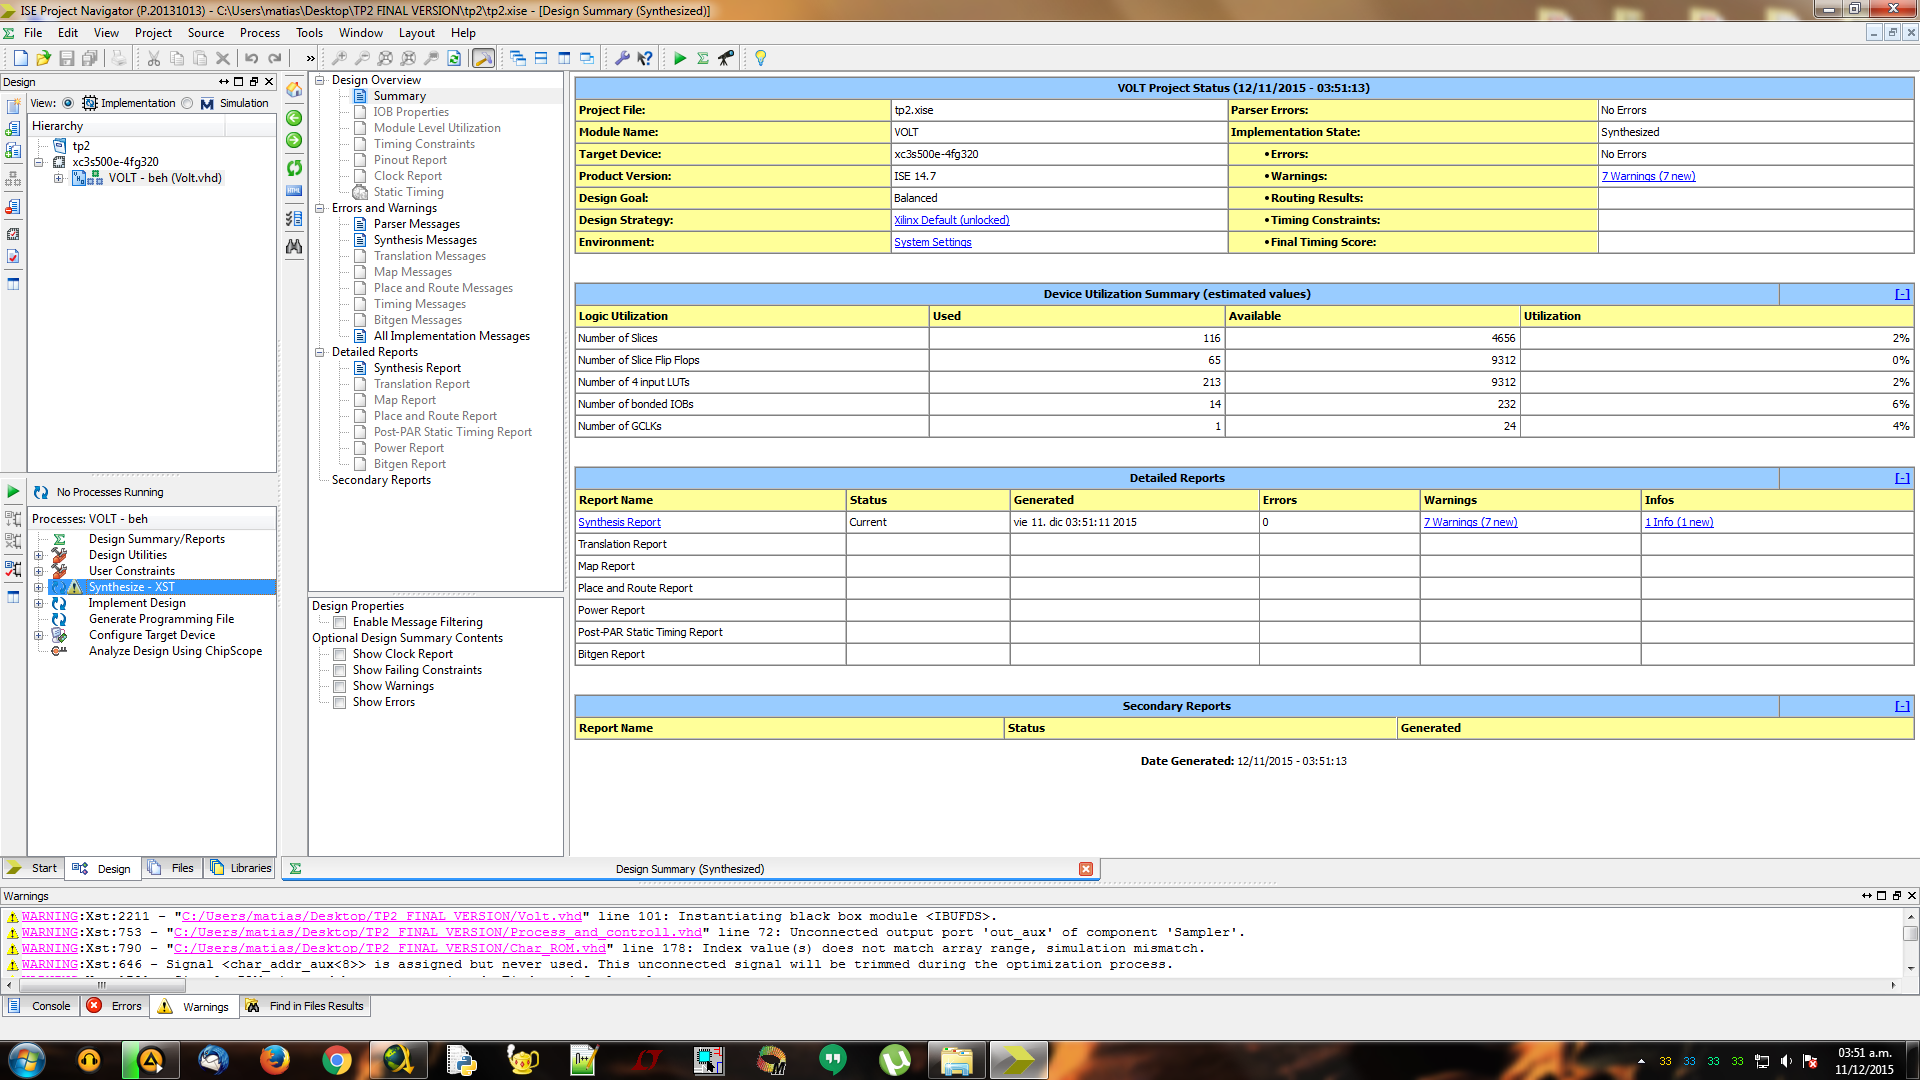 ISE Project Navigator (P.20131013) - C:\Users\matias\Desktop\TP2 FINAL VERSION\tp2\tp2.xise - [Design Summary (Synthesized)]
File Edit View Project Source Process Tools Window Layout Help
Design
View: Implementation Simulation
Hierarchy
tp2
xc3s500e-4fg320
VOLT - beh (Volt.vhd)
No Processes Running
Processes: VOLT - beh
Design Summary/Reports
Design Utilities
User Constraints
Synthesize - XST
Implement Design
Generate Programming File
Configure Target Device
Analyze Design Using ChipScope
Start Design Files Libraries
Design Overview
Summary
IOB Properties
Module Level Utilization
Timing Constraints
Pinout Report
Clock Report
Static Timing
Errors and Warnings
Parser Messages
Synthesis Messages
Translation Messages
Map Messages
Place and Route Messages
Timing Messages
Bitgen Messages
All Implementation Messages
Detailed Reports
Synthesis Report
Translation Report
Map Report
Place and Route Report
Post-PAR Static Timing Report
Power Report
Bitgen Report
Secondary Reports
Design Properties
Enable Message Filtering
Optional Design Summary Contents
Show Clock Report
Show Failing Constraints
Show Warnings
Show Errors
VOLT Project Status (12/11/2015 - 03:51:13)
Project File: tp2.xise Parser Errors: No Errors
Module Name: VOLT Implementation State: Synthesized
Target Device: xc3s500e-4fg320 •Errors: No Errors
Product Version: ISE 14.7 •Warnings: 7 Warnings (7 new)
Design Goal: Balanced •Routing Results:
Design Strategy: Xilinx Default (unlocked) •Timing Constraints:
Environment: System Settings •Final Timing Score:
Device Utilization Summary (estimated values) [-]
Logic Utilization Used Available Utilization
Number of Slices 116 4656 2%
Number of Slice Flip Flops 65 9312 0%
Number of 4 input LUTs 213 9312 2%
Number of bonded IOBs 14 232 6%
Number of GCLKs 1 24 4%
Detailed Reports [-]
Report Name Status Generated Errors Warnings Infos
Synthesis Report Current vie 11. dic 03:51:11 2015 0 7 Warnings (7 new) 1 Info (1 new)
Translation Report
Map Report
Place and Route Report
Power Report
Post-PAR Static Timing Report
Bitgen Report
Secondary Reports [-]
Report Name Status Generated
Date Generated: 12/11/2015 - 03:51:13
Design Summary (Synthesized)
Warnings
WARNING:Xst:2211 - "C:/Users/matias/Desktop/TP2 FINAL VERSION/Volt.vhd" line 101: Instantiating black box module <IBUFDS>.
WARNING:Xst:753 - "C:/Users/matias/Desktop/TP2 FINAL VERSION/Process_and_controll.vhd" line 72: Unconnected output port 'out_aux' of component 'Sampler'.
WARNING:Xst:790 - "C:/Users/matias/Desktop/TP2 FINAL VERSION/Char_ROM.vhd" line 178: Index value(s) does not match array range, simulation mismatch.
WARNING:Xst:646 - Signal <char_addr_aux<8>> is assigned but never used. This unconnected signal will be trimmed during the optimization process.
Console Errors Warnings Find in Files Results
33 33 33 33
03:51 a.m.
11/12/2015